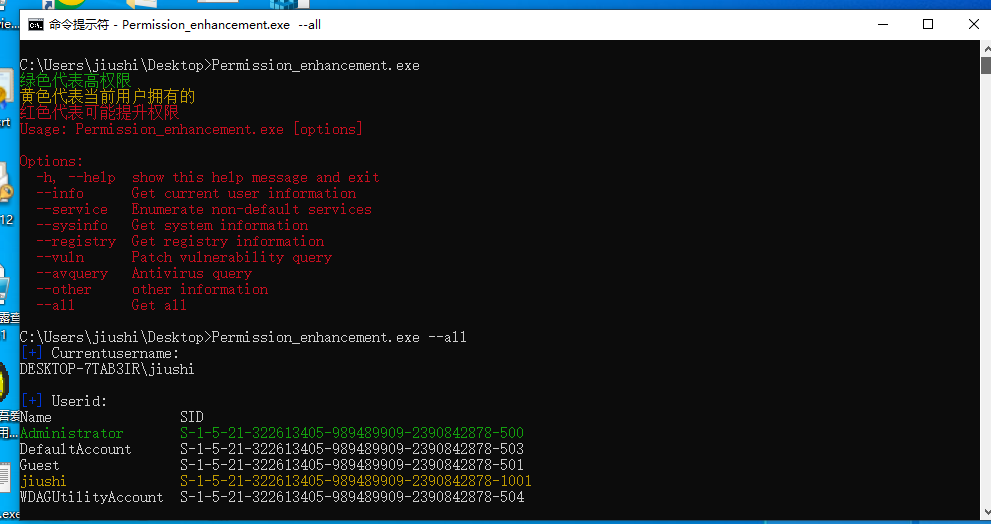 命令提示符 - Permission_enhancement.exe --all
C:\Users\jiushi\Desktop>Permission_enhancement.exe
绿色代表高权限
黄色代表当前用户拥有的
红色代表可能提升权限
Usage: Permission_enhancement.exe [options]
Options:
-h, --help show this help message and exit
--info Get current user information
--service Enumerate non-default services
--sysinfo Get system information
--registry Get registry information
--vuln Patch vulnerability query
--avquery Antivirus query
--other other information
--all Get all
C:\Users\jiushi\Desktop>Permission_enhancement.exe --all
[+] Currentusername:
DESKTOP-7TAB3IR\jiushi
[+] Userid:
Name SID
Administrator S-1-5-21-322613405-989489909-2390842878-500
DefaultAccount S-1-5-21-322613405-989489909-2390842878-503
Guest S-1-5-21-322613405-989489909-2390842878-501
jiushi S-1-5-21-322613405-989489909-2390842878-1001
WDAGUtilityAccount S-1-5-21-322613405-989489909-2390842878-504
12
1
用...
.exe